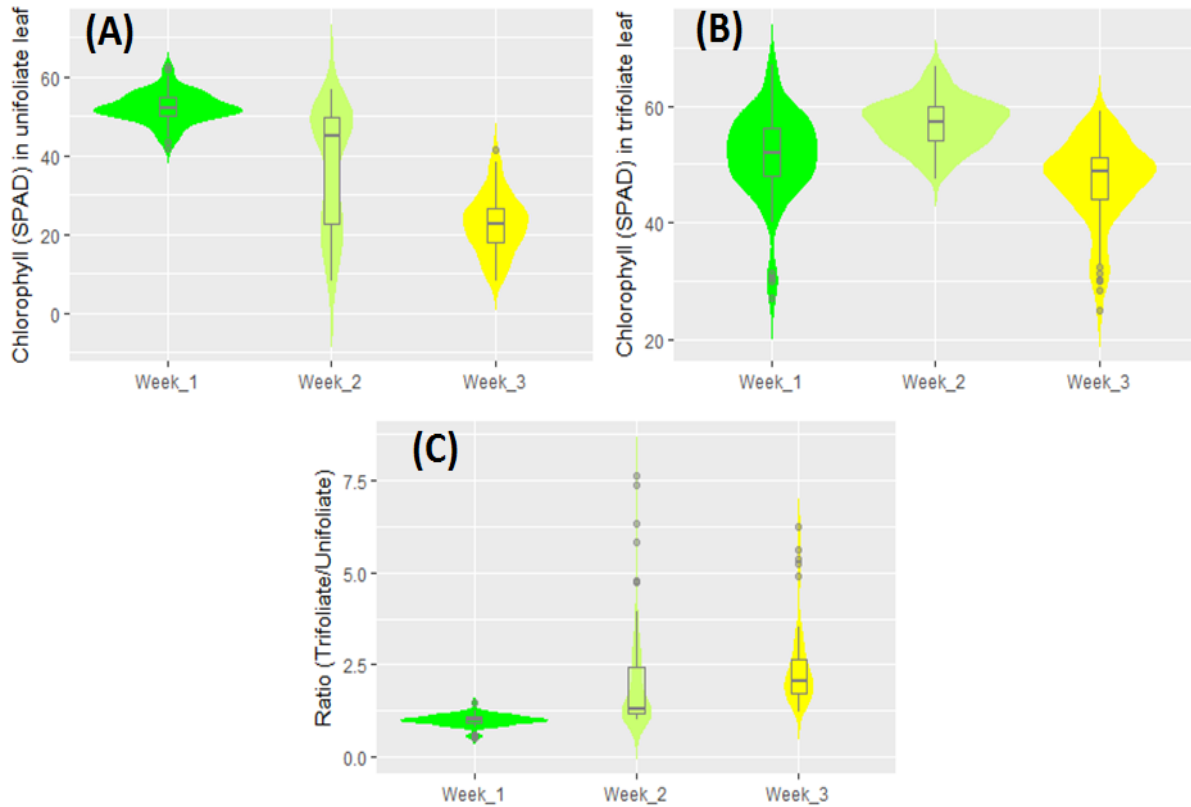 (A)
Chlorophyll (SPAD) in unifoliate leaf
60
40
20
0
Week_1 Week_2 Week_3
(B)
Chlorophyll (SPAD) in trifoliate leaf
60
40
20
Week_1 Week_2 Week_3
(C)
Ratio (Trifoliate/Unifoliate)
7.5
5.0
2.5
0.0
Week_1 Week_2 Week_3